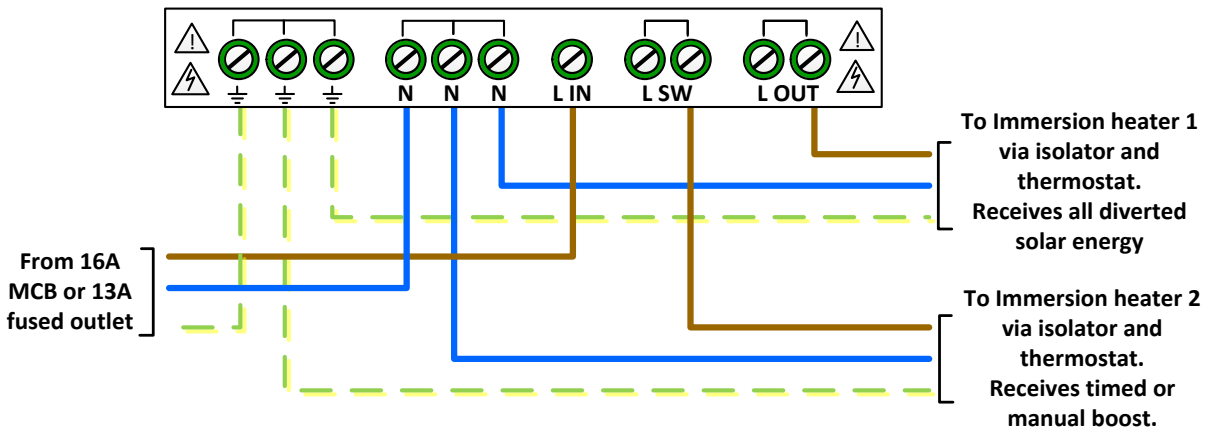 N N N L IN L SW L OUT
To Immersion heater 1
via isolator and
thermostat.
Receives all diverted
solar energy
From 16A
MCB or 13A
fused outlet
To Immersion heater 2
via isolator and
thermostat.
Receives timed or
manual boost.